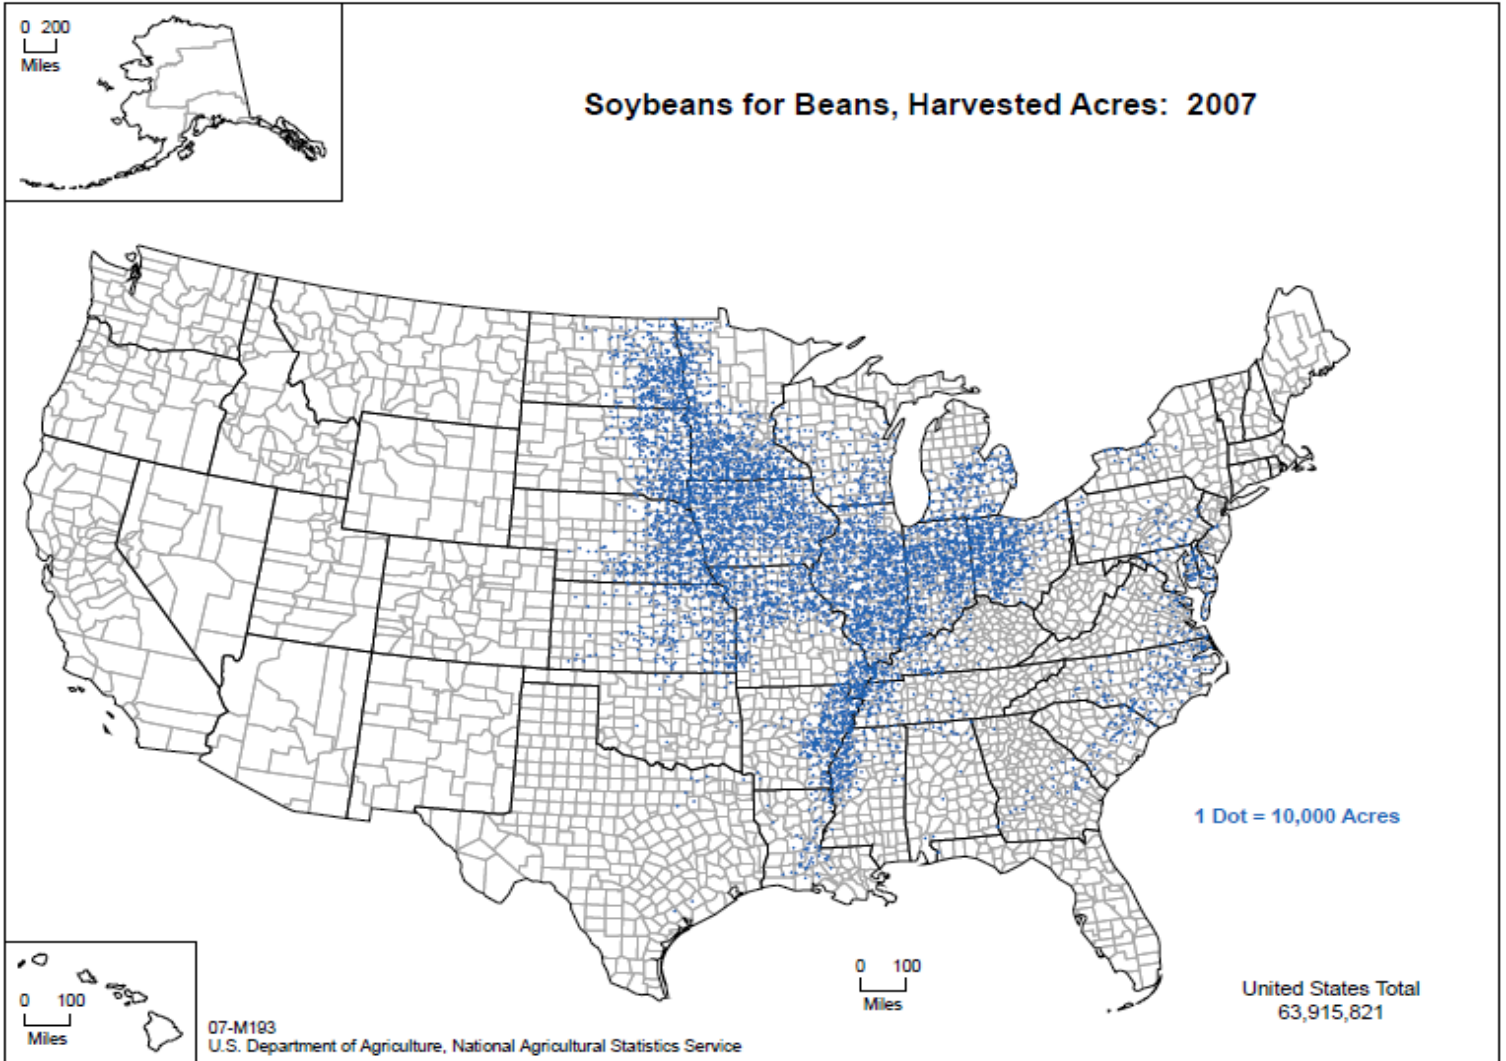 0 200
Miles
Soybeans for Beans, Harvested Acres: 2007
1 Dot = 10,000 Acres
0 100
Miles
United States Total
63,915,821
0 100
Miles
07-M193
U.S. Department of Agriculture, National Agricultural Statistics Service